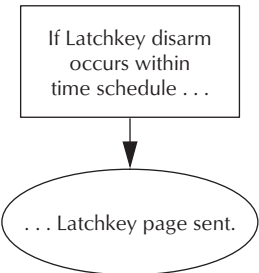 If Latchkey disarm
occurs within
time schedule . . .
. . . Latchkey page sent.